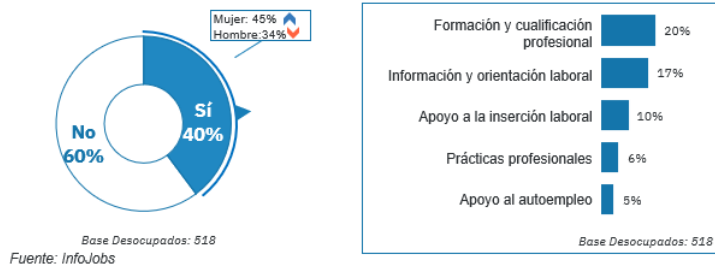 Mujer: 45%
Hombre:34%
Sí
40%
No
60%
Base Desocupados: 518
Fuente: InfoJobs
Formación y cualificación
profesional
20%
Información y orientación laboral
17%
Apoyo a la inserción laboral
10%
Prácticas profesionales
6%
Apoyo al autoempleo
5%
Base Desocupados: 518